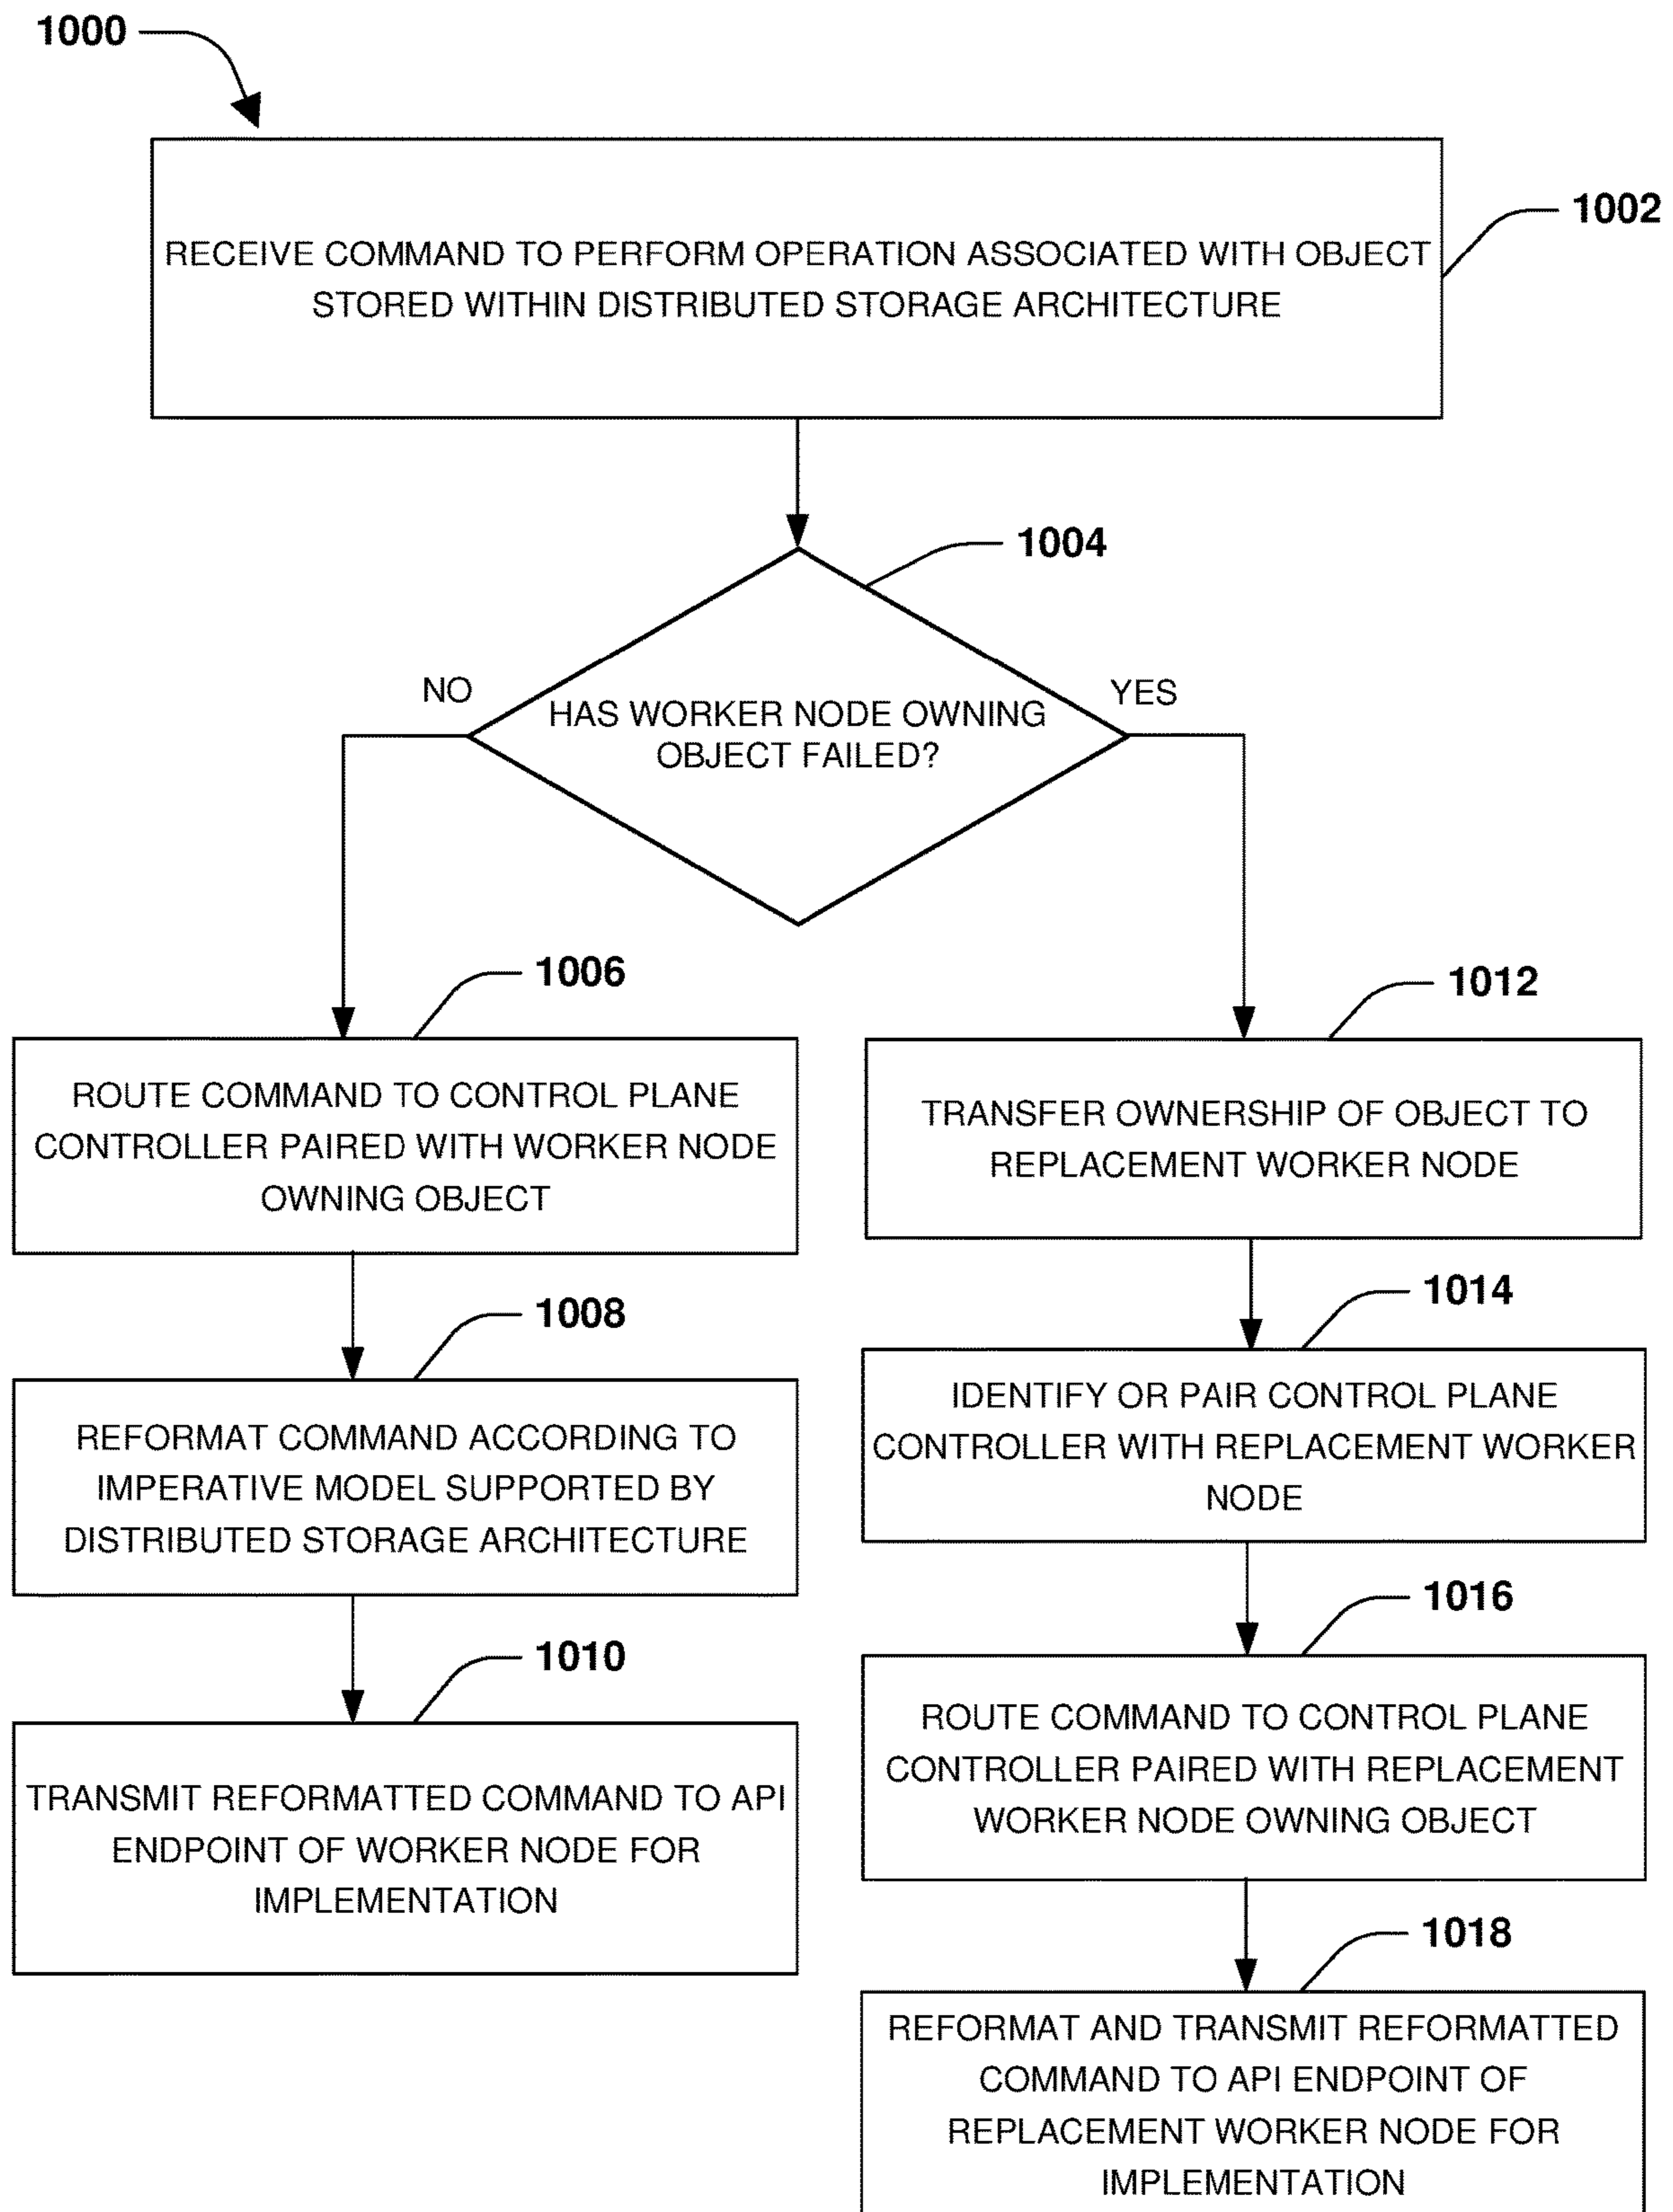 1000
RECEIVE COMMAND TO PERFORM OPERATION ASSOCIATED WITH OBJECT
STORED WITHIN DISTRIBUTED STORAGE ARCHITECTURE
1002
1004
HAS WORKER NODE OWNING
OBJECT FAILED?
NO
YES
1006
ROUTE COMMAND TO CONTROL PLANE
CONTROLLER PAIRED WITH WORKER NODE
OWNING OBJECT
1008
REFORMAT COMMAND ACCORDING TO
IMPERATIVE MODEL SUPPORTED BY
DISTRIBUTED STORAGE ARCHITECTURE
1010
TRANSMIT REFORMATTED COMMAND TO API
ENDPOINT OF WORKER NODE FOR
IMPLEMENTATION
1012
TRANSFER OWNERSHIP OF OBJECT TO
REPLACEMENT WORKER NODE
1014
IDENTIFY OR PAIR CONTROL PLANE
CONTROLLER WITH REPLACEMENT WORKER
NODE
1016
ROUTE COMMAND TO CONTROL PLANE
CONTROLLER PAIRED WITH REPLACEMENT
WORKER NODE OWNING OBJECT
1018
REFORMAT AND TRANSMIT REFORMATTED
COMMAND TO API ENDPOINT OF
REPLACEMENT WORKER NODE FOR
IMPLEMENTATION